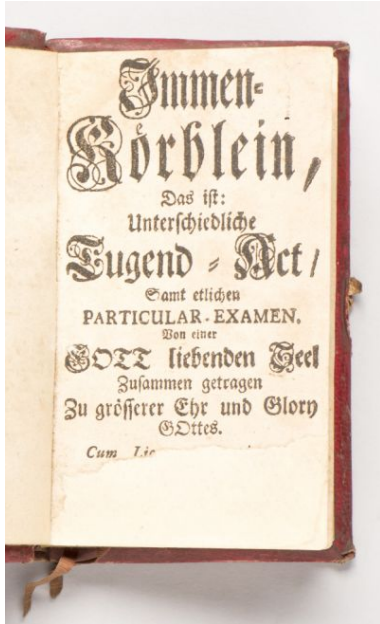 Immen-
Körblein,
Das ist:
Unterschiedliche
Tugend-Act/
Samt etlichen
PARTICULAR-EXAMEN,
Von einer
GOTT liebenden Seel
Zusammen getragen
Zu grösserer Ehr und Glory
GOttes.
Cum